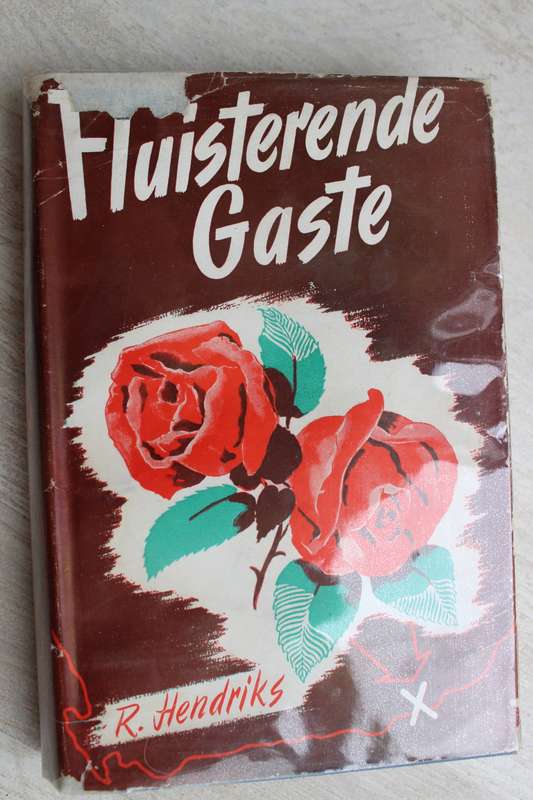 Fluisterende
Gaste
R. Hendriks
X